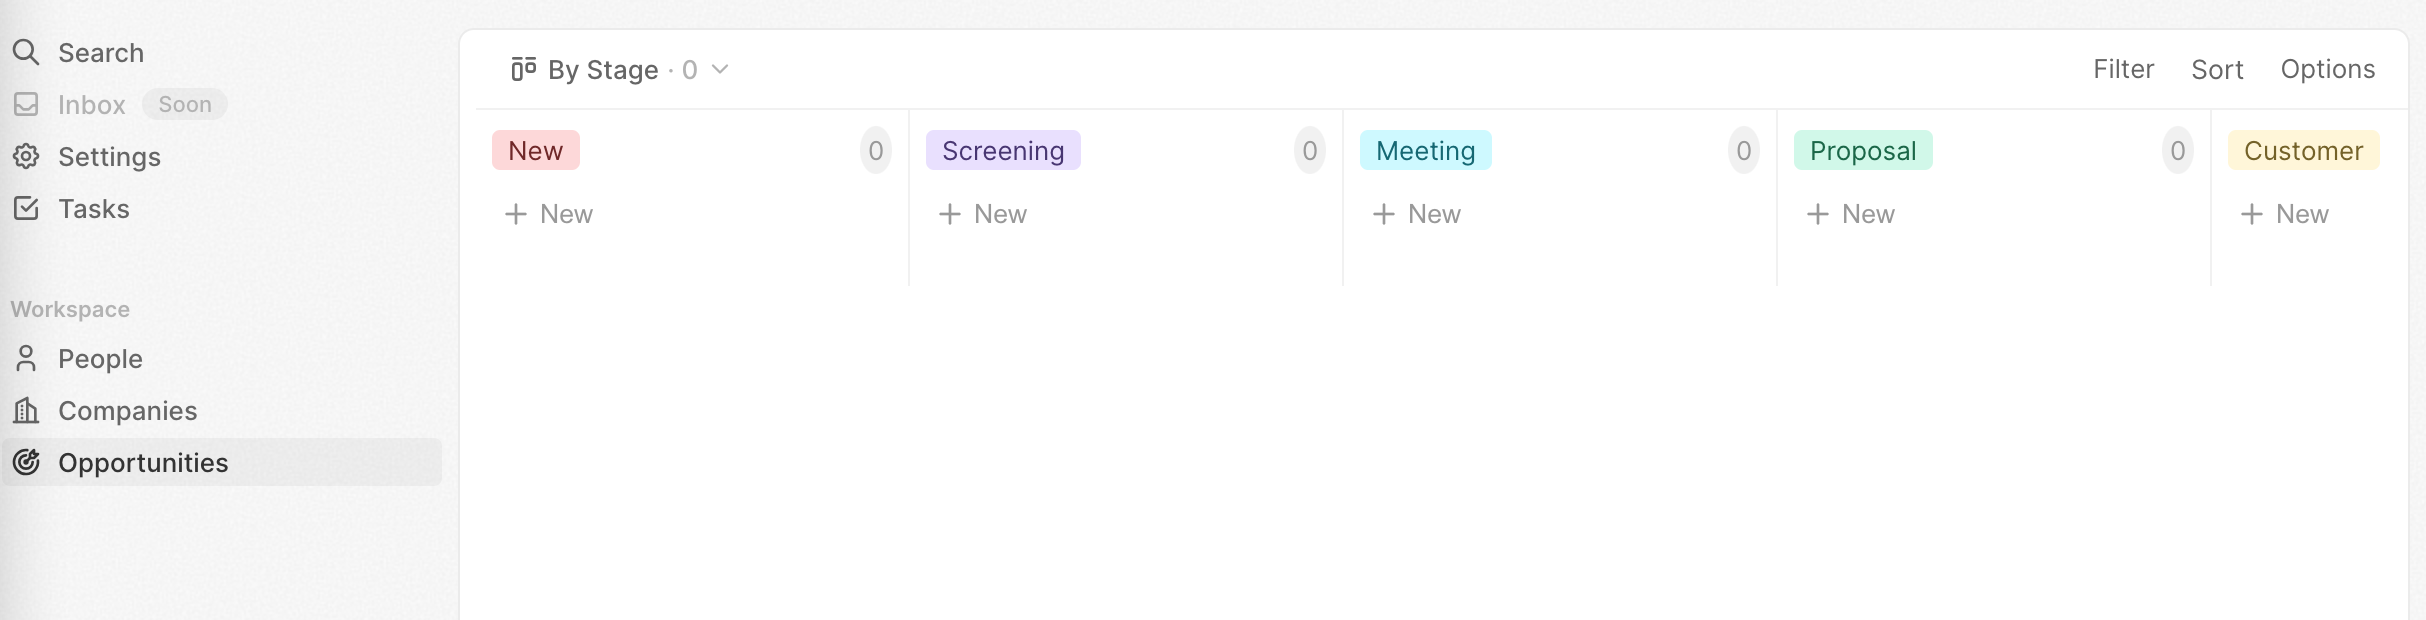 Search
Inbox Soon
Settings
Tasks
Workspace
People
Companies
Opportunities
By Stage · 0
Filter Sort Options
New 0
+ New
Screening 0
+ New
Meeting 0
+ New
Proposal 0
+ New
Customer
+ New